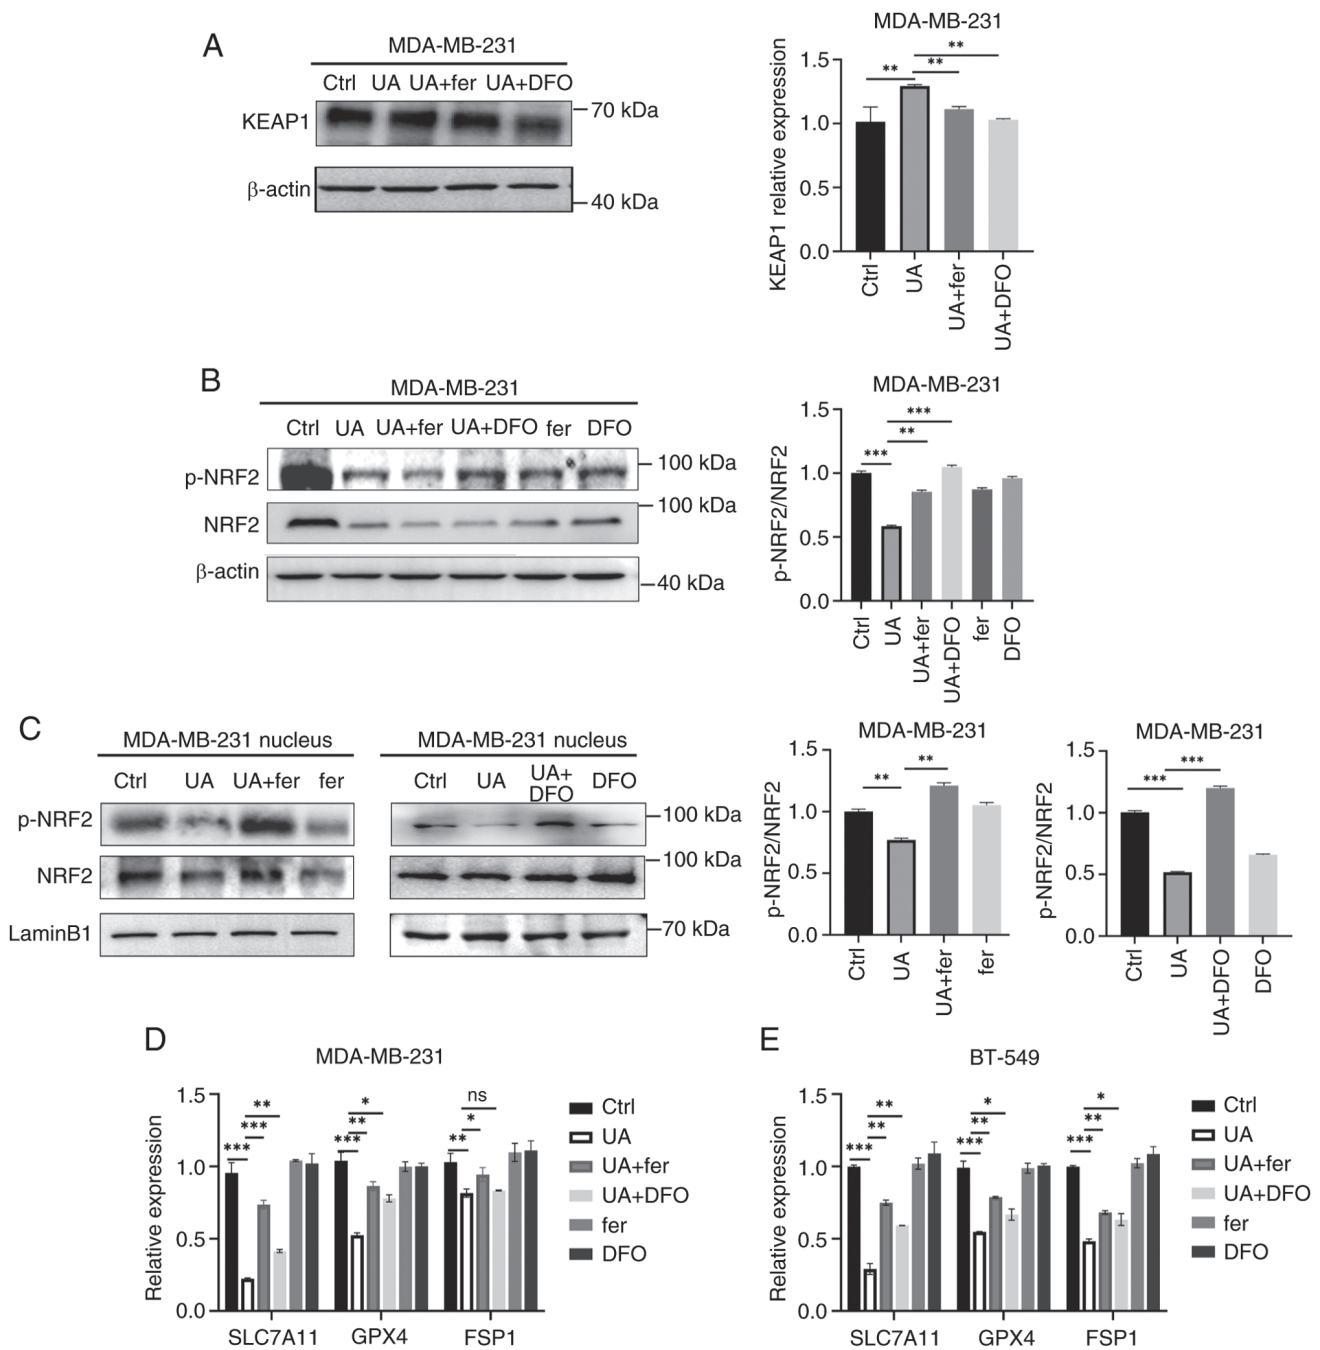 A
MDA-MB-231
Ctrl UA UA+fer UA+DFO
KEAP1
70 kDa
β-actin
40 kDa
MDA-MB-231
KEAP1 relative expression
1.5
1.0
0.5
0.0
** ** **
Ctrl
UA
UA+fer
UA+DFO
B
MDA-MB-231
Ctrl UA UA+fer UA+DFO fer DFO
p-NRF2
100 kDa
NRF2
100 kDa
β-actin
40 kDa
MDA-MB-231
p-NRF2/NRF2
1.5
1.0
0.5
0.0
*** ** ***
Ctrl
UA
UA+fer
UA+DFO
fer
DFO
C
MDA-MB-231 nucleus
Ctrl UA UA+fer fer
p-NRF2
NRF2
LaminB1
MDA-MB-231 nucleus
Ctrl UA UA+ DFO
DFO
100 kDa
100 kDa
70 kDa
MDA-MB-231
p-NRF2/NRF2
1.5
1.0
0.5
0.0
** **
Ctrl
UA
UA+fer
fer
MDA-MB-231
p-NRF2/NRF2
1.5
1.0
0.5
0.0
*** ***
Ctrl
UA
UA+DFO
DFO
D
MDA-MB-231
Relative expression
1.5
1.0
0.5
0.0
*** *** **
*** ** *
** * ns
SLC7A11 GPX4 FSP1
Ctrl
UA
UA+fer
UA+DFO
fer
DFO
E
BT-549
Relative expression
1.5
1.0
0.5
0.0
*** ** **
*** ** *
*** ** *
SLC7A11 GPX4 FSP1
Ctrl
UA
UA+fer
UA+DFO
fer
DFO